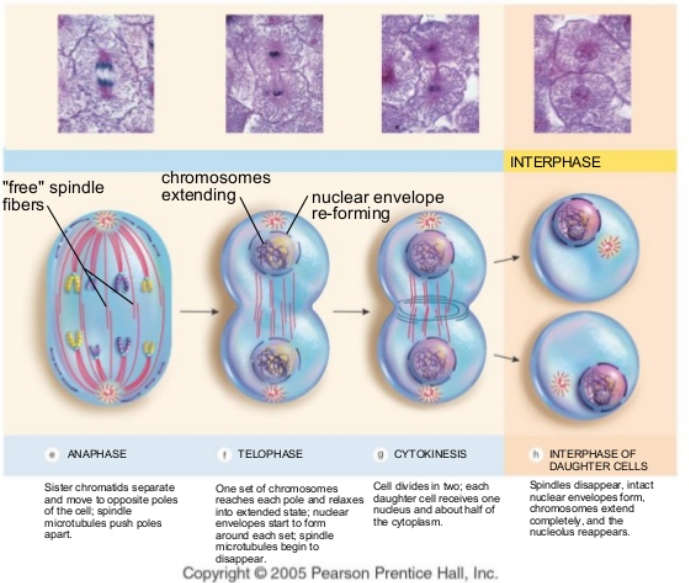 INTERPHASE
"free" spindle
fibers
chromosomes
extending
nuclear envelope
re-forming
e ANAPHASE
Sister chromatids separate
and move to opposite poles
of the cell; spindle
microtubules push poles
apart.
f TELOPHASE
One set of chromosomes
reaches each pole and relaxes
into extended state; nuclear
envelopes start to form
around each set; spindle
microtubules begin to
disappear.
g CYTOKINESIS
Cell divides in two; each
daughter cell receives one
nucleus and about half of
the cytoplasm.
h INTERPHASE OF
DAUGHTER CELLS
Spindles disappear, intact
nuclear envelopes form,
chromosomes extend
completely, and the
nucleolus reappears.
Copyright © 2005 Pearson Prentice Hall, Inc.